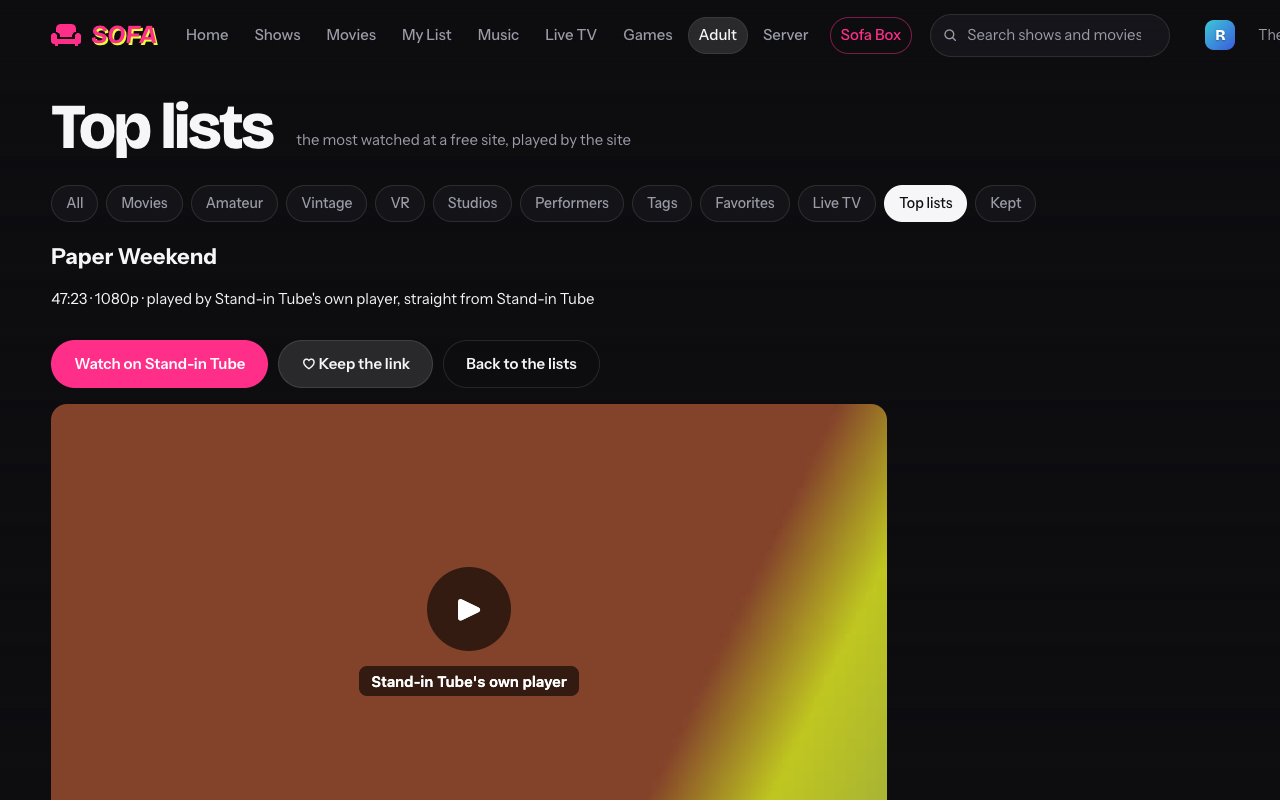 SOFA Home Shows Movies My List Music Live TV Games Adult Server Sofa Box Search shows and movies R The
Top lists the most watched at a free site, played by the site
All Movies Amateur Vintage VR Studios Performers Tags Favorites Live TV Top lists Kept
Paper Weekend
47:23 · 1080p · played by Stand-in Tube's own player, straight from Stand-in Tube
Watch on Stand-in Tube ♡ Keep the link Back to the lists
Stand-in Tube's own player